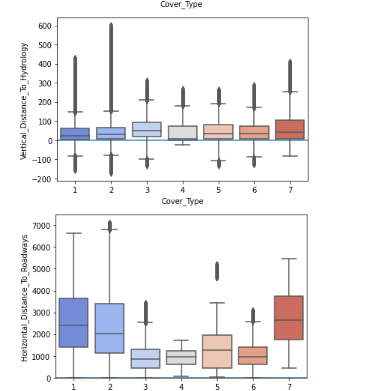 Cover_Type
Vertical_Distance_To_Hydrology
600
500
400
300
200
100
0
−100
−200
1 2 3 4 5 6 7
Cover_Type
Horizontal_Distance_To_Roadways
7000
6000
5000
4000
3000
2000
1000
0
1 2 3 4 5 6 7